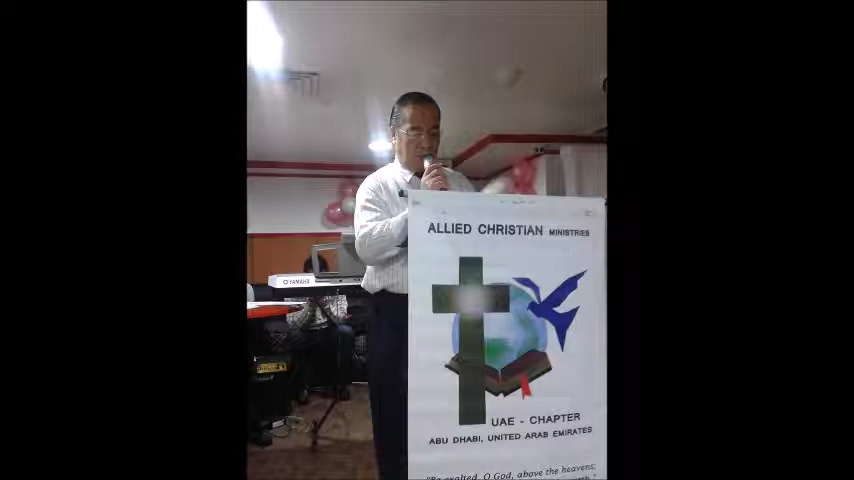 ALLIED CHRISTIAN MINISTRIES
YAMAHA
UAE - CHAPTER
ABU DHABI, UNITED ARAB EMIRATES
"Be exalted, O God, above the heavens;